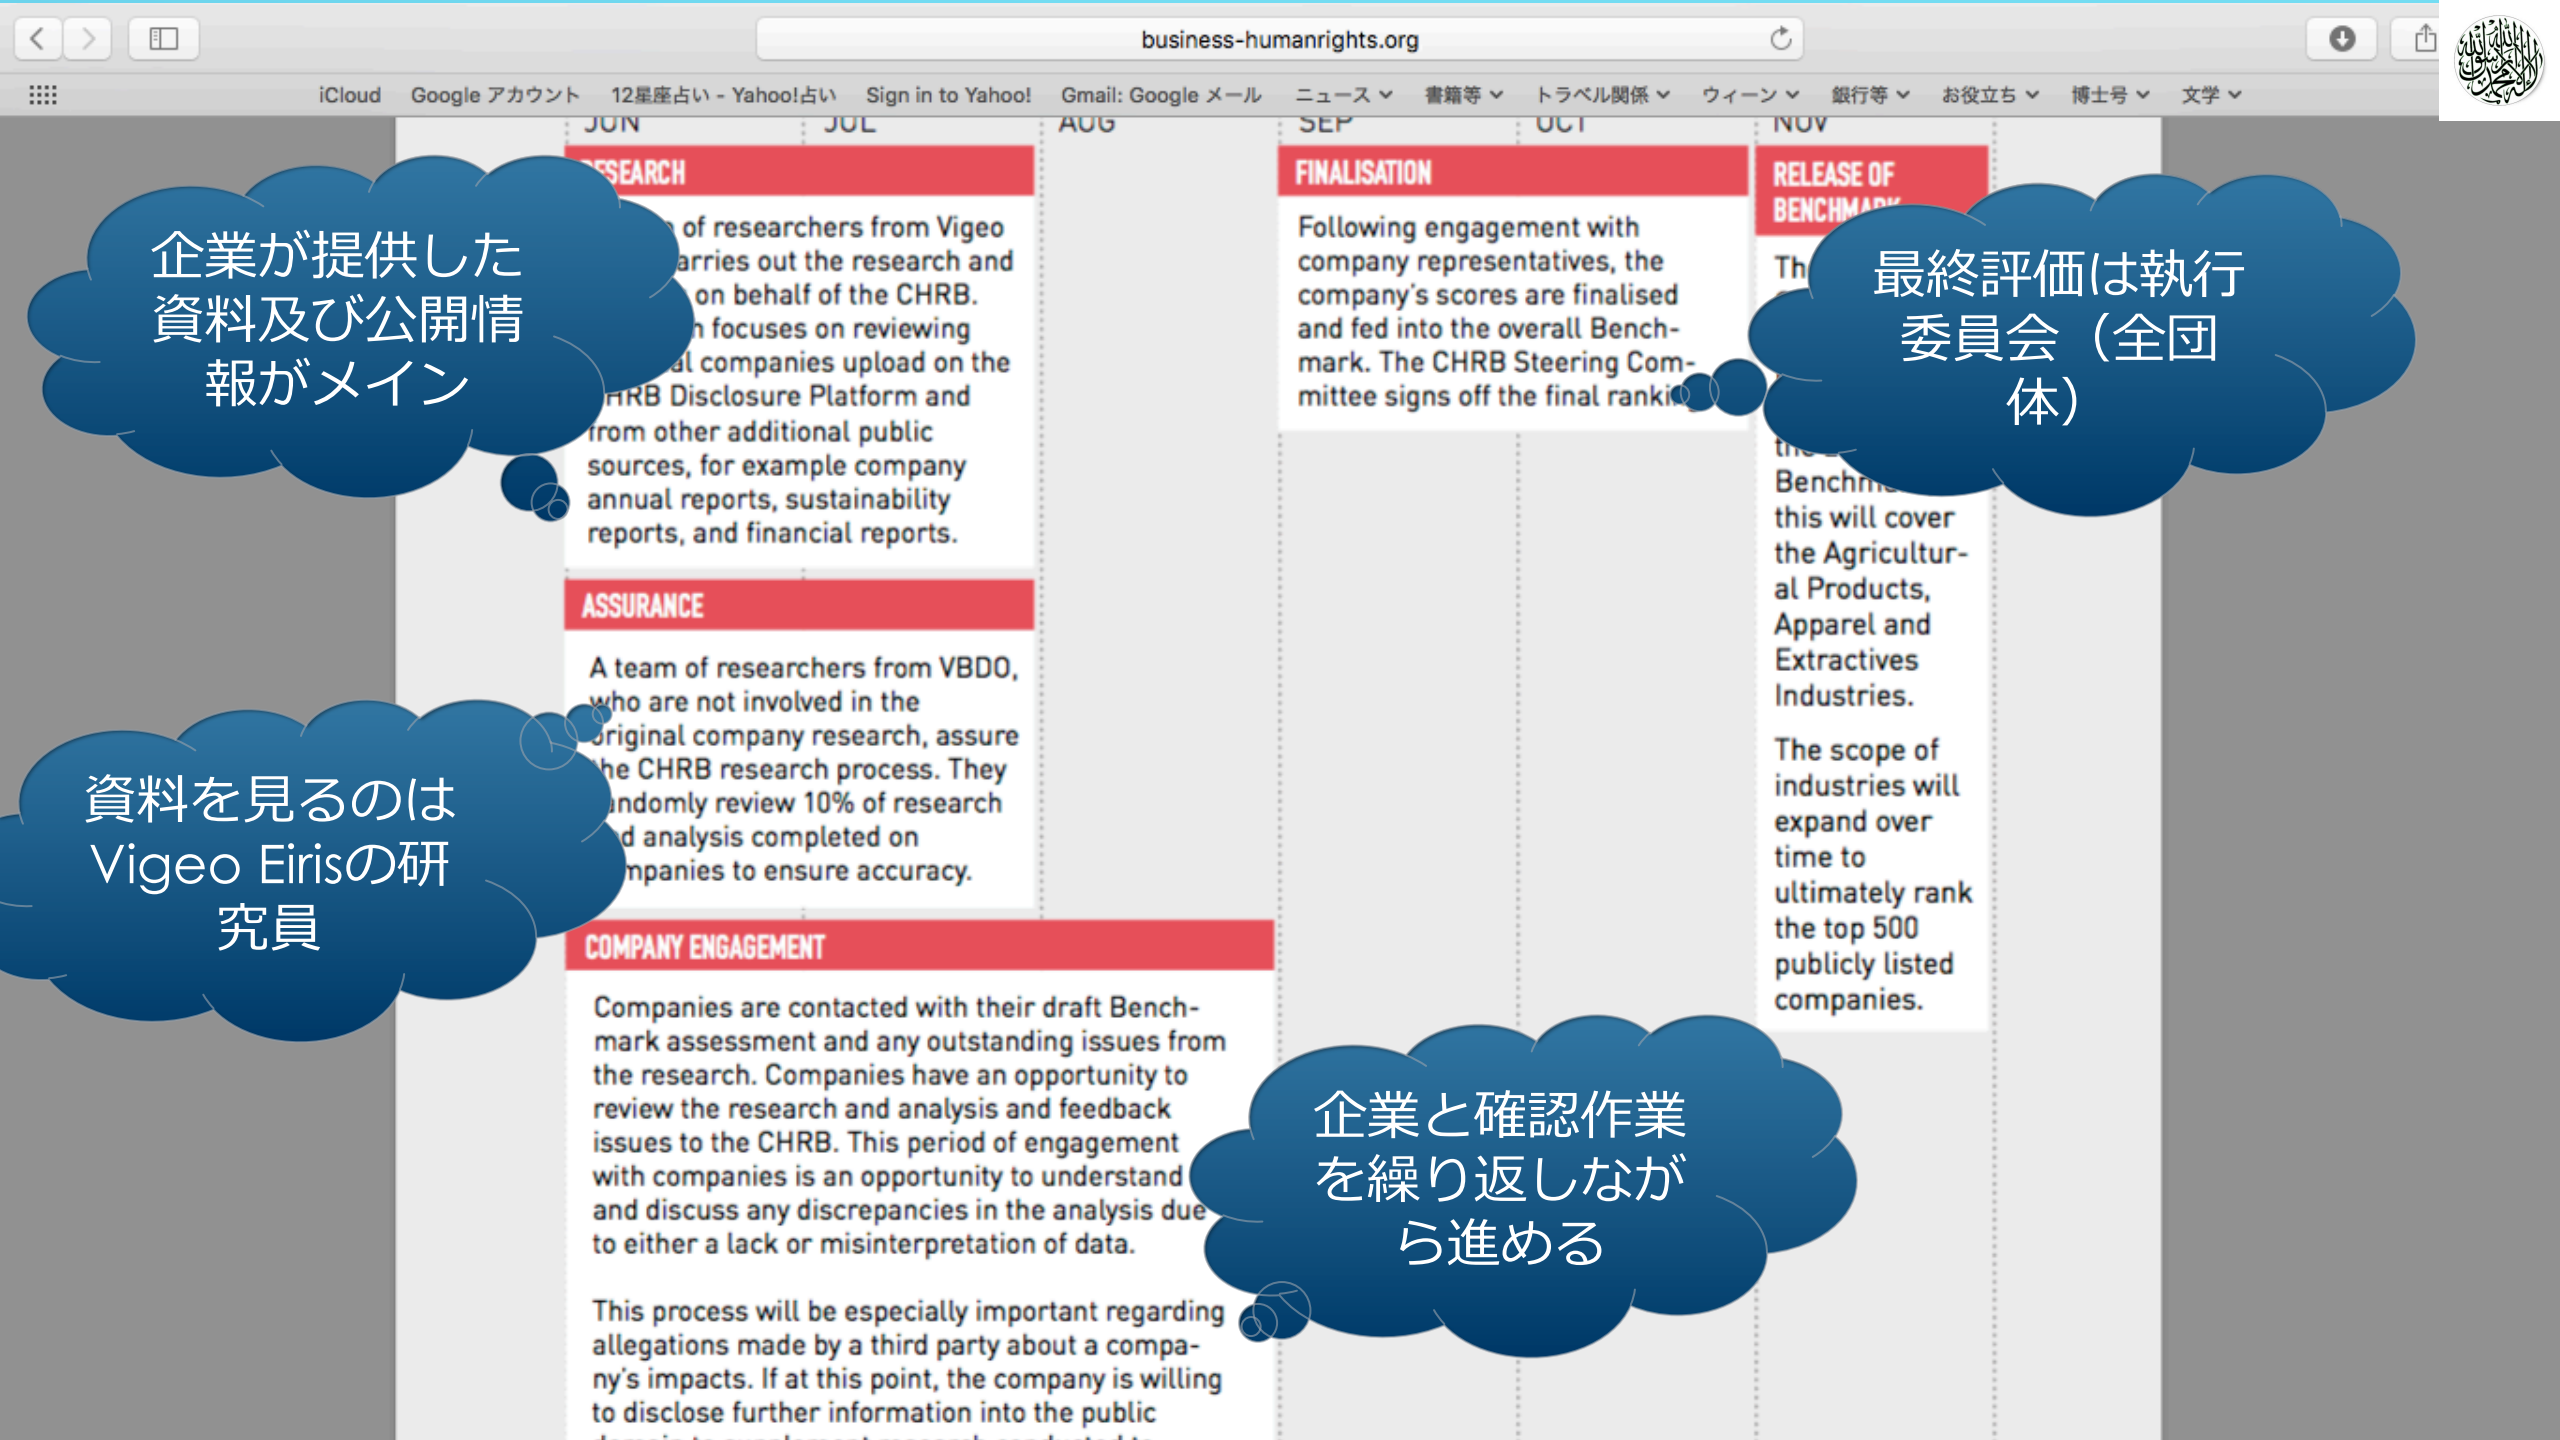 business-humanrights.org
iCloud Google アカウント 12星座占い - Yahoo!占い Sign in to Yahoo! Gmail: Google メール ニュース 書籍等 トラベル関係 ウィーン 銀行等 お役立ち 博士号 文学
JUN JUL AUG SEP OCT NOV
企業が提供した
資料及び公開情
報がメイン
of researchers from Vigeo
arries out the research and
on behalf of the CHRB.
focuses on reviewing
companies upload on the
Disclosure Platform and
from other additional public
sources, for example company
annual reports, sustainability
reports, and financial reports.
ASSURANCE
A team of researchers from VBDO,
who are not involved in the
original company research, assure
the CHRB research process. They
randomly review 10% of research
analysis completed on
to ensure accuracy.
資料を見るのは
Vigeo Eirisの研
究員
COMPANY ENGAGEMENT
Companies are contacted with their draft Bench-
mark assessment and any outstanding issues from
the research. Companies have an opportunity to
review the research and analysis and feedback
issues to the CHRB. This period of engagement
with companies is an opportunity to understand
and discuss any discrepancies in the analysis due
to either a lack or misinterpretation of data.
This process will be especially important regarding
allegations made by a third party about a compa-
ny's impacts. If at this point, the company is willing
to disclose further information into the public
FINALISATION
Following engagement with
company representatives, the
company's scores are finalised
and fed into the overall Bench-
mark. The CHRB Steering Com-
mittee signs off the final
RELEASE OF
BENCHMARK
最終評価は執行
委員会（全団
体）
this will cover
the Agricultur-
al Products,
Apparel and
Extractives
Industries.
The scope of
industries will
expand over
time to
ultimately rank
the top 500
publicly listed
companies.
企業と確認作業
を繰り返しなが
ら進める